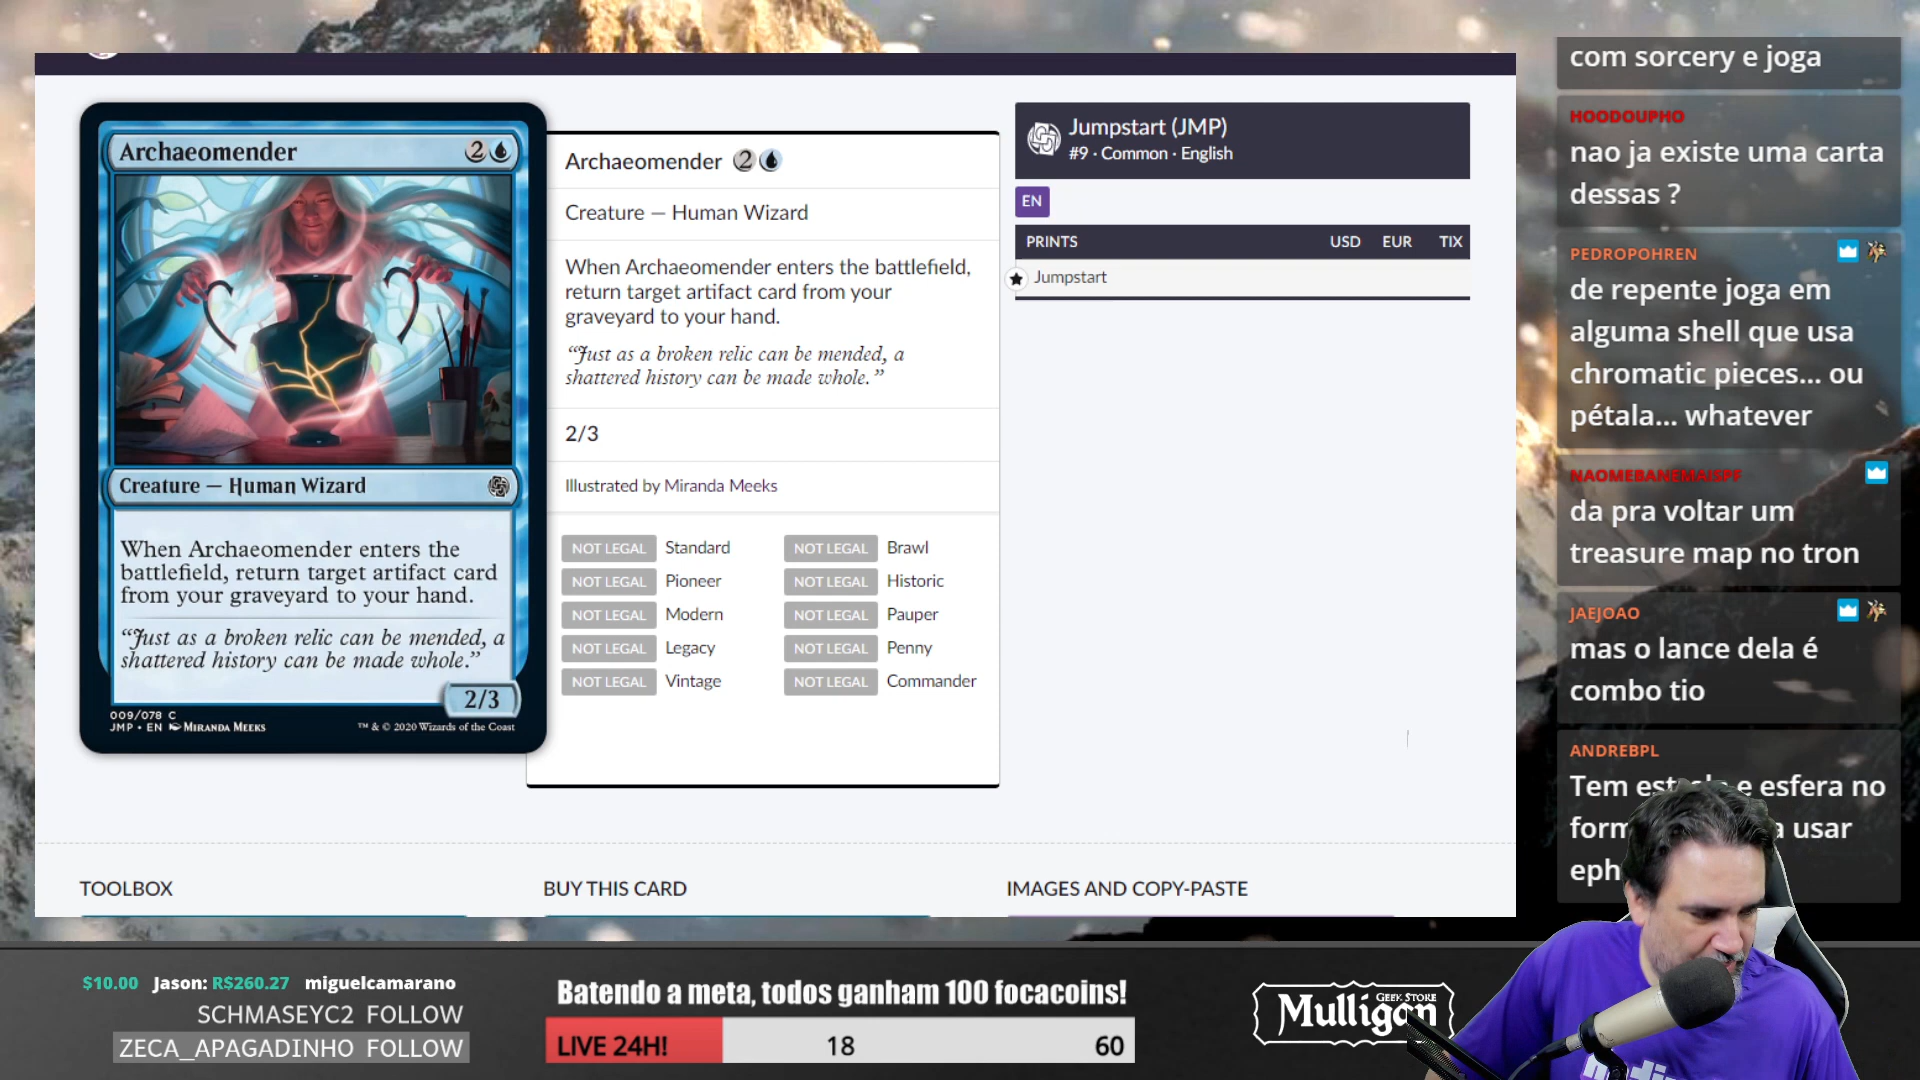 Archaeomender 2
When Archaeomender enters the
battlefield, return target artifact card
from your graveyard to your hand.
“Just as a broken relic can be mended, a
shattered history can be made whole.”
Creature — Human Wizard
2/3
009/078 C
JMP • EN MIRANDA MEEKS
™ & © 2020 Wizards of the Coast
Archaeomender 2
Creature — Human Wizard
When Archaeomender enters the battlefield,
return target artifact card from your
graveyard to your hand.
“Just as a broken relic can be mended, a
shattered history can be made whole.”
2/3
Illustrated by Miranda Meeks
NOT LEGAL Standard NOT LEGAL Brawl
NOT LEGAL Pioneer NOT LEGAL Historic
NOT LEGAL Modern NOT LEGAL Pauper
NOT LEGAL Legacy NOT LEGAL Penny
NOT LEGAL Vintage NOT LEGAL Commander
Jumpstart (JMP)
#9 · Common · English
EN
PRINTS USD EUR TIX
Jumpstart
TOOLBOX
BUY THIS CARD
IMAGES AND COPY-PASTE
com sorcery e joga
HOODOUPHO
nao ja existe uma carta
dessas ?
PEDROPOHREN
de repente joga em
alguma shell que usa
chromatic pieces... ou
pétala... whatever
NAOMEBANEMAISPF
da pra voltar um
treasure map no tron
JAEJOAO
mas o lance dela é
combo tio
ANDREBPL
Tem e esfera no
usar
$10.00 Jason: R$260.27 miguelcamarano
SCHMASEYC2 FOLLOW
ZECA_APAGADINHO FOLLOW
Batendo a meta, todos ganham 100 focacoins!
LIVE 24H! 18 60
Mulligan
GEEK STORE